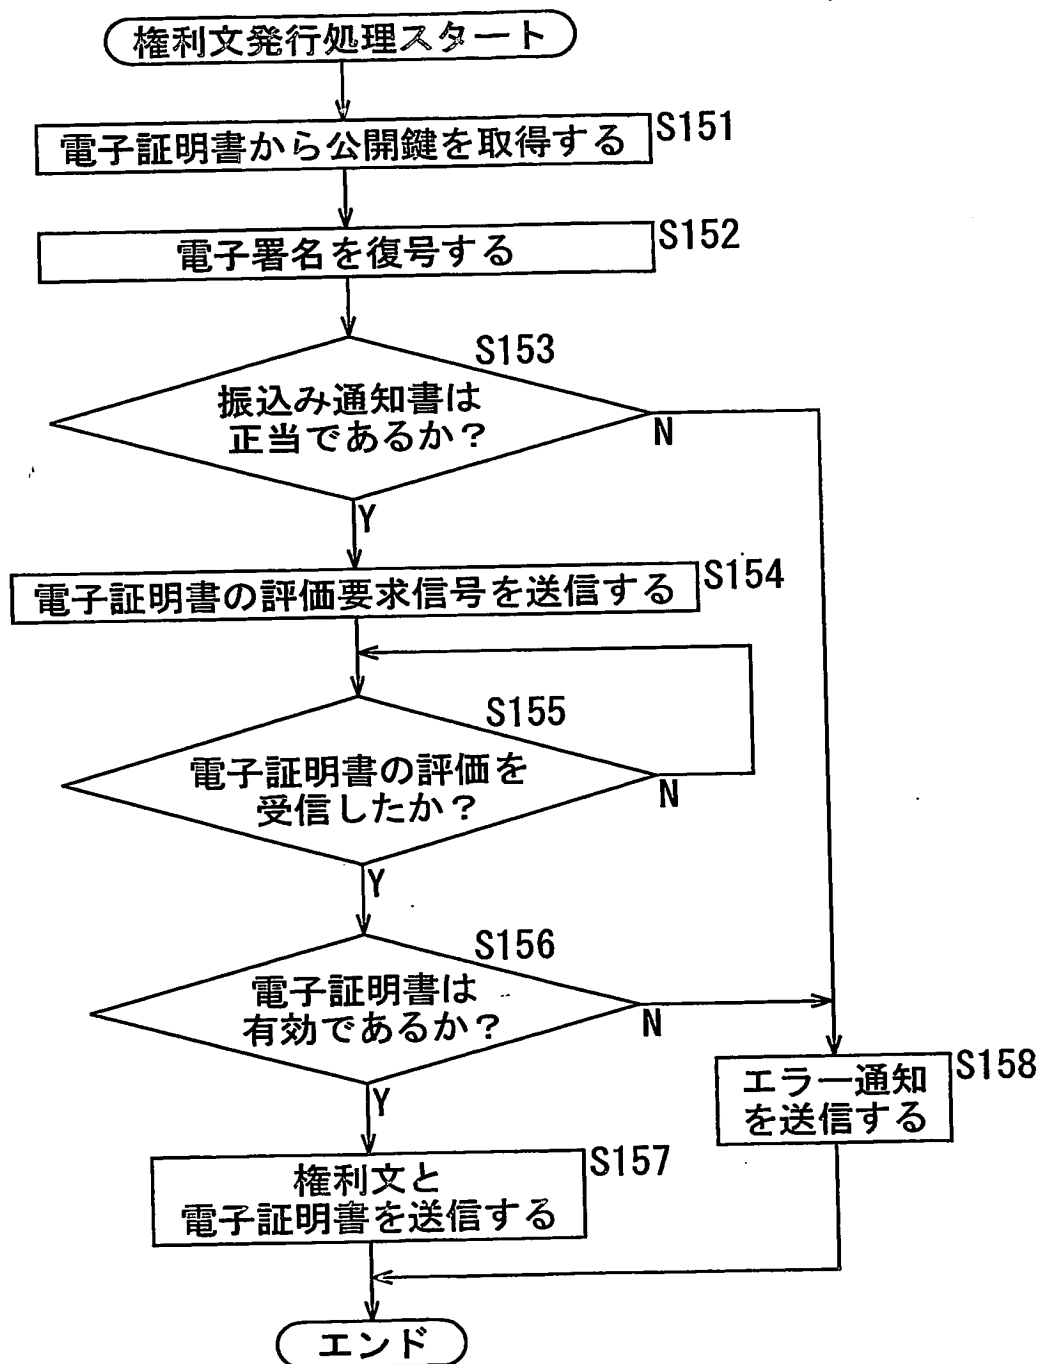 権利文発行処理スタート
電子証明書から公開鍵を取得する
S151
電子署名を復号する
S152
S153
振込み通知書は
正当であるか？
N
Y
電子証明書の評価要求信号を送信する
S154
S155
電子証明書の評価を
受信したか？
N
Y
S156
電子証明書は
有効であるか？
N
Y
エラー通知
を送信する
S158
権利文と
電子証明書を送信する
S157
エンド